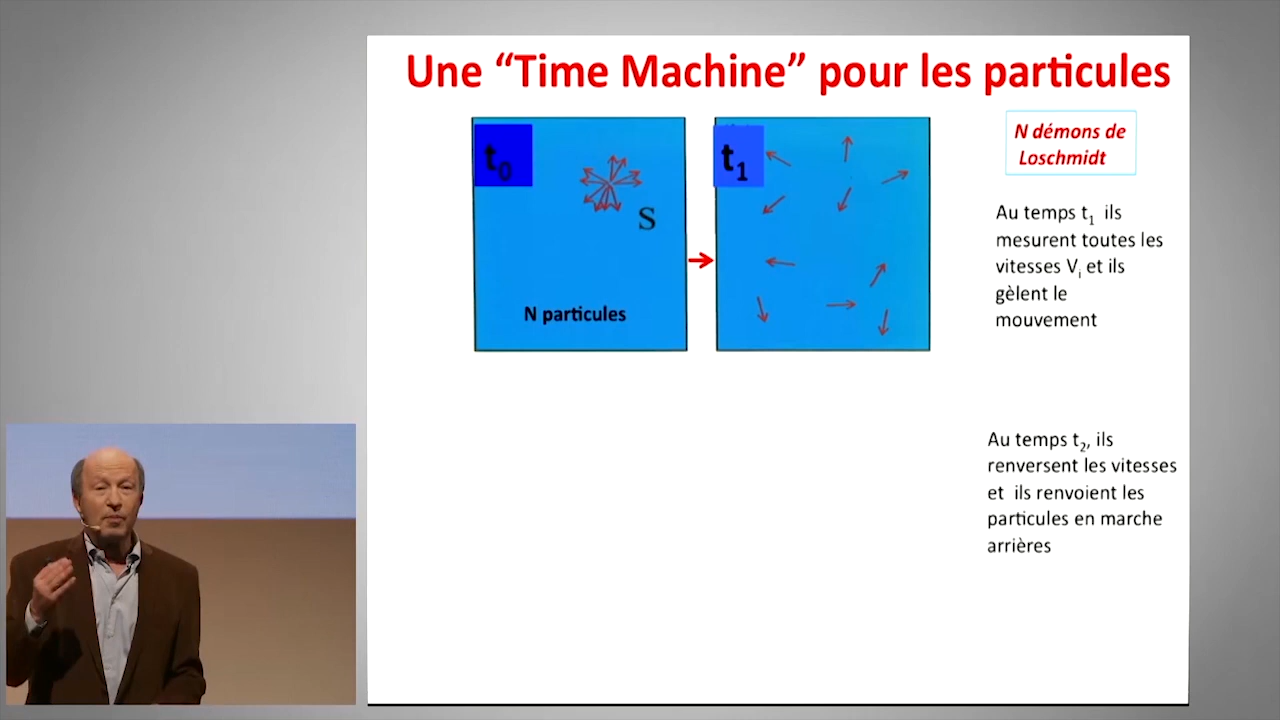 Une “Time Machine” pour les particules
t0
S
N particules
t1
N démons de
Loschmidt
Au temps t1 ils
mesurent toutes les
vitesses Vi et ils
gèlent le
mouvement
Au temps t2, ils
renversent les vitesses
et ils renvoient les
particules en marche
arrières